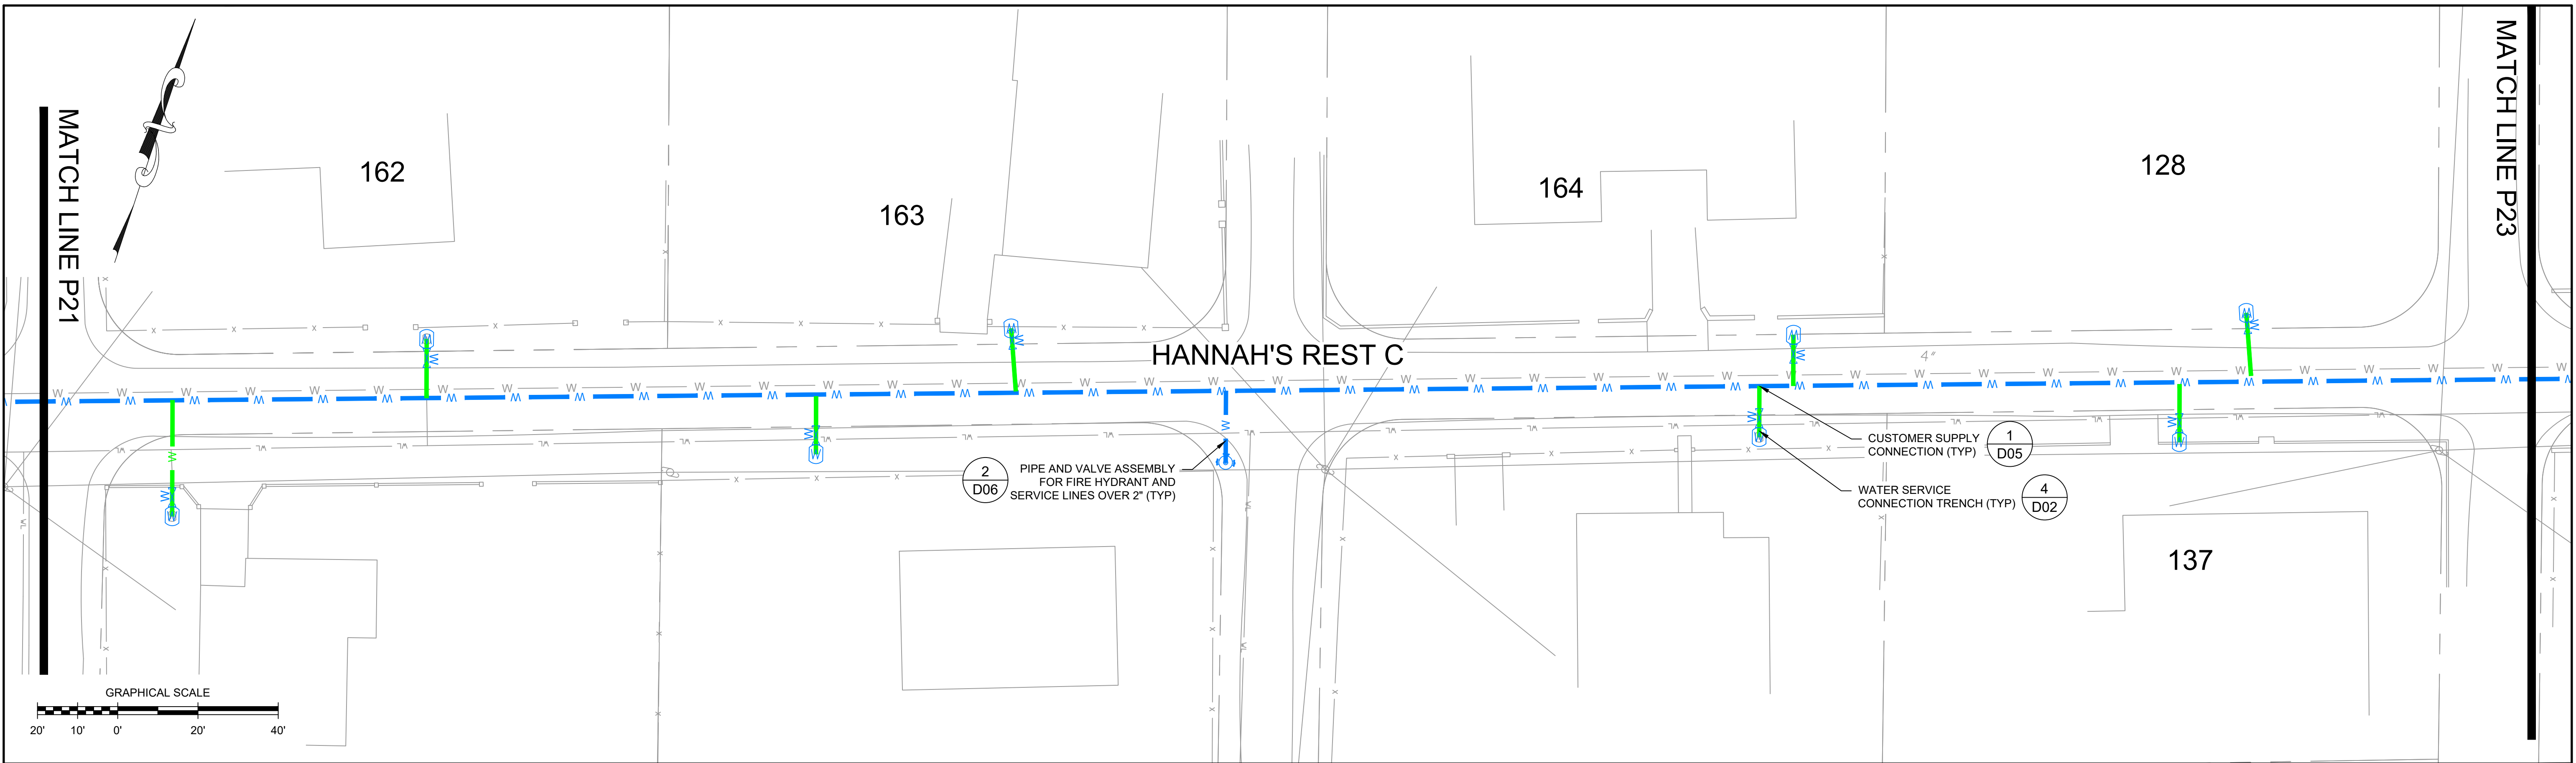 MATCH LINE P21
162
163
164
128
MATCH LINE P23
HANNAH'S REST C
4"
2
D06
PIPE AND VALVE ASSEMBLY
FOR FIRE HYDRANT AND
SERVICE LINES OVER 2" (TYP)
CUSTOMER SUPPLY
CONNECTION (TYP)
1
D05
WATER SERVICE
CONNECTION TRENCH (TYP)
4
D02
137
GRAPHICAL SCALE
20' 10' 0' 20' 40'